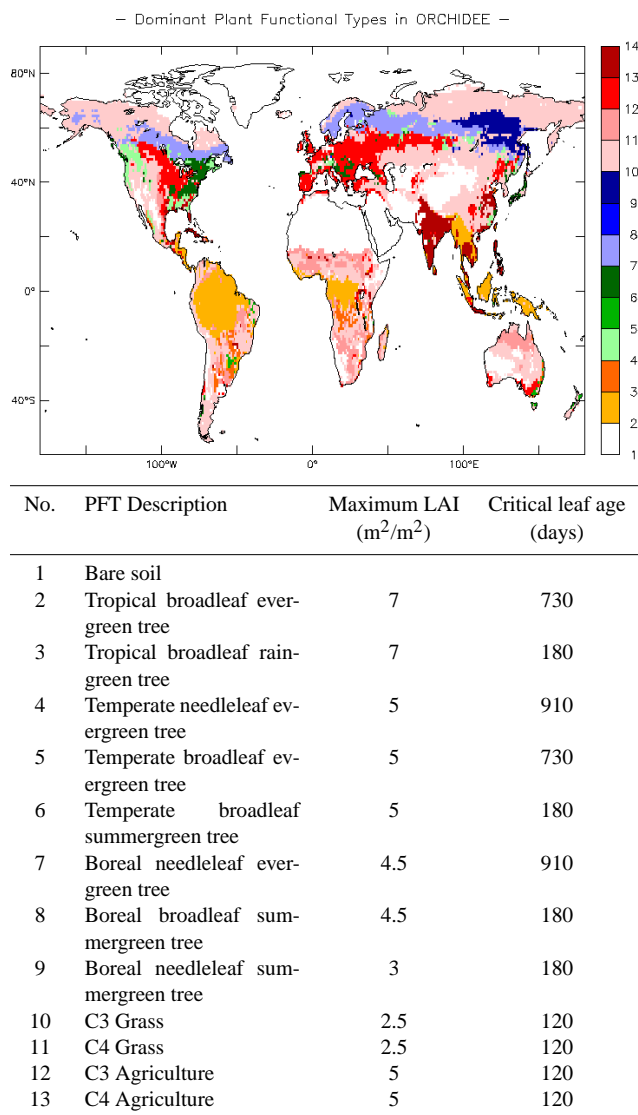 – Dominant Plant Functional Types in ORCHIDEE –
80°N
40°N
0°
40°S
100°W 0° 100°E
14
13
12
11
10
9
8
7
6
5
4
3
2
1
No. PFT Description Maximum LAI Critical leaf age
(m²/m²) (days)
1 Bare soil
2 Tropical broadleaf ever- 7 730
green tree
3 Tropical broadleaf rain- 7 180
green tree
4 Temperate needleleaf ev- 5 910
ergreen tree
5 Temperate broadleaf ev- 5 730
ergreen tree
6 Temperate broadleaf 5 180
summergreen tree
7 Boreal needleleaf ever- 4.5 910
green tree
8 Boreal broadleaf sum- 4.5 180
mergreen tree
9 Boreal needleleaf sum- 3 180
mergreen tree
10 C3 Grass 2.5 120
11 C4 Grass 2.5 120
12 C3 Agriculture 5 120
13 C4 Agriculture 5 120